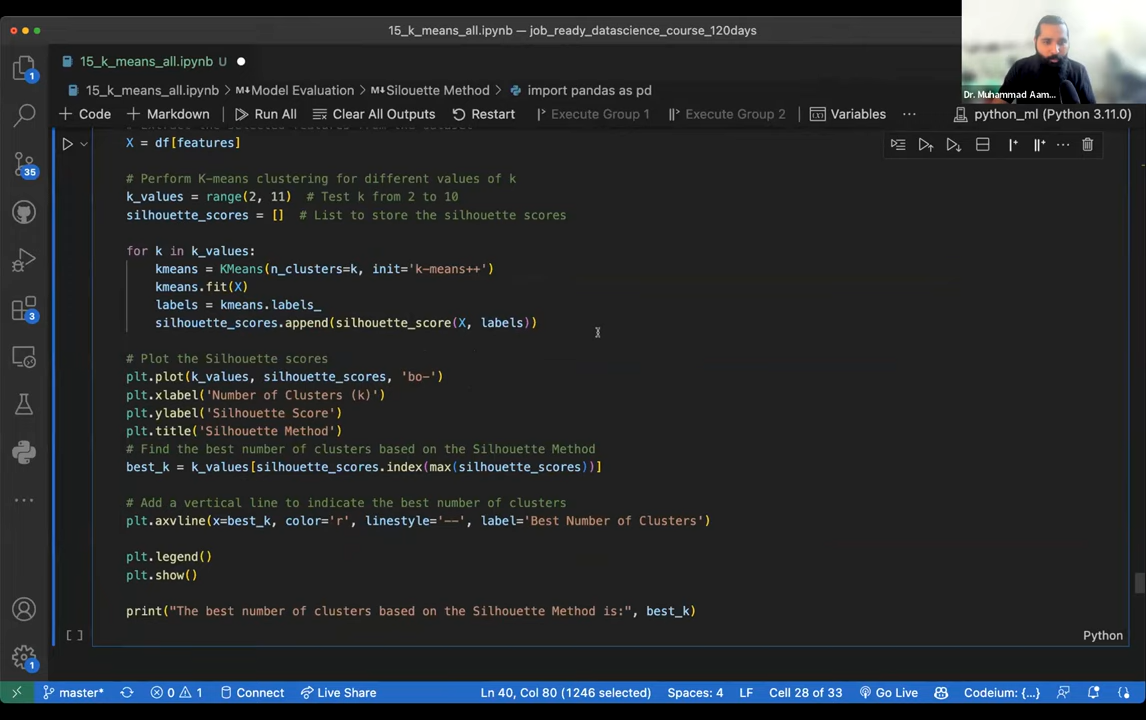 15_k_means_all.ipynb — job_ready_datascience_course_120days
15_k_means_all.ipynb U
15_k_means_all.ipynb > Model Evaluation > Silouette Method > import pandas as pd
+ Code + Markdown Run All Clear All Outputs Restart Execute Group 1 Execute Group 2 Variables ... python_ml (Python 3.11.0)
Dr. Muhammad Aam...
X = df[features]
# Perform K-means clustering for different values of k
k_values = range(2, 11)  # Test k from 2 to 10
silhouette_scores = []  # List to store the silhouette scores
for k in k_values:
    kmeans = KMeans(n_clusters=k, init='k-means++')
    kmeans.fit(X)
    labels = kmeans.labels_
    silhouette_scores.append(silhouette_score(X, labels))
# Plot the Silhouette scores
plt.plot(k_values, silhouette_scores, 'bo-')
plt.xlabel('Number of Clusters (k)')
plt.ylabel('Silhouette Score')
plt.title('Silhouette Method')
# Find the best number of clusters based on the Silhouette Method
best_k = k_values[silhouette_scores.index(max(silhouette_scores))]
# Add a vertical line to indicate the best number of clusters
plt.axvline(x=best_k, color='r', linestyle='--', label='Best Number of Clusters')
plt.legend()
plt.show()
print("The best number of clusters based on the Silhouette Method is:", best_k)
[ ]
Python
1
35
3
1
master* 0 1 Connect Live Share Ln 40, Col 80 (1246 selected) Spaces: 4 LF Cell 28 of 33 Go Live Codeium: {...}